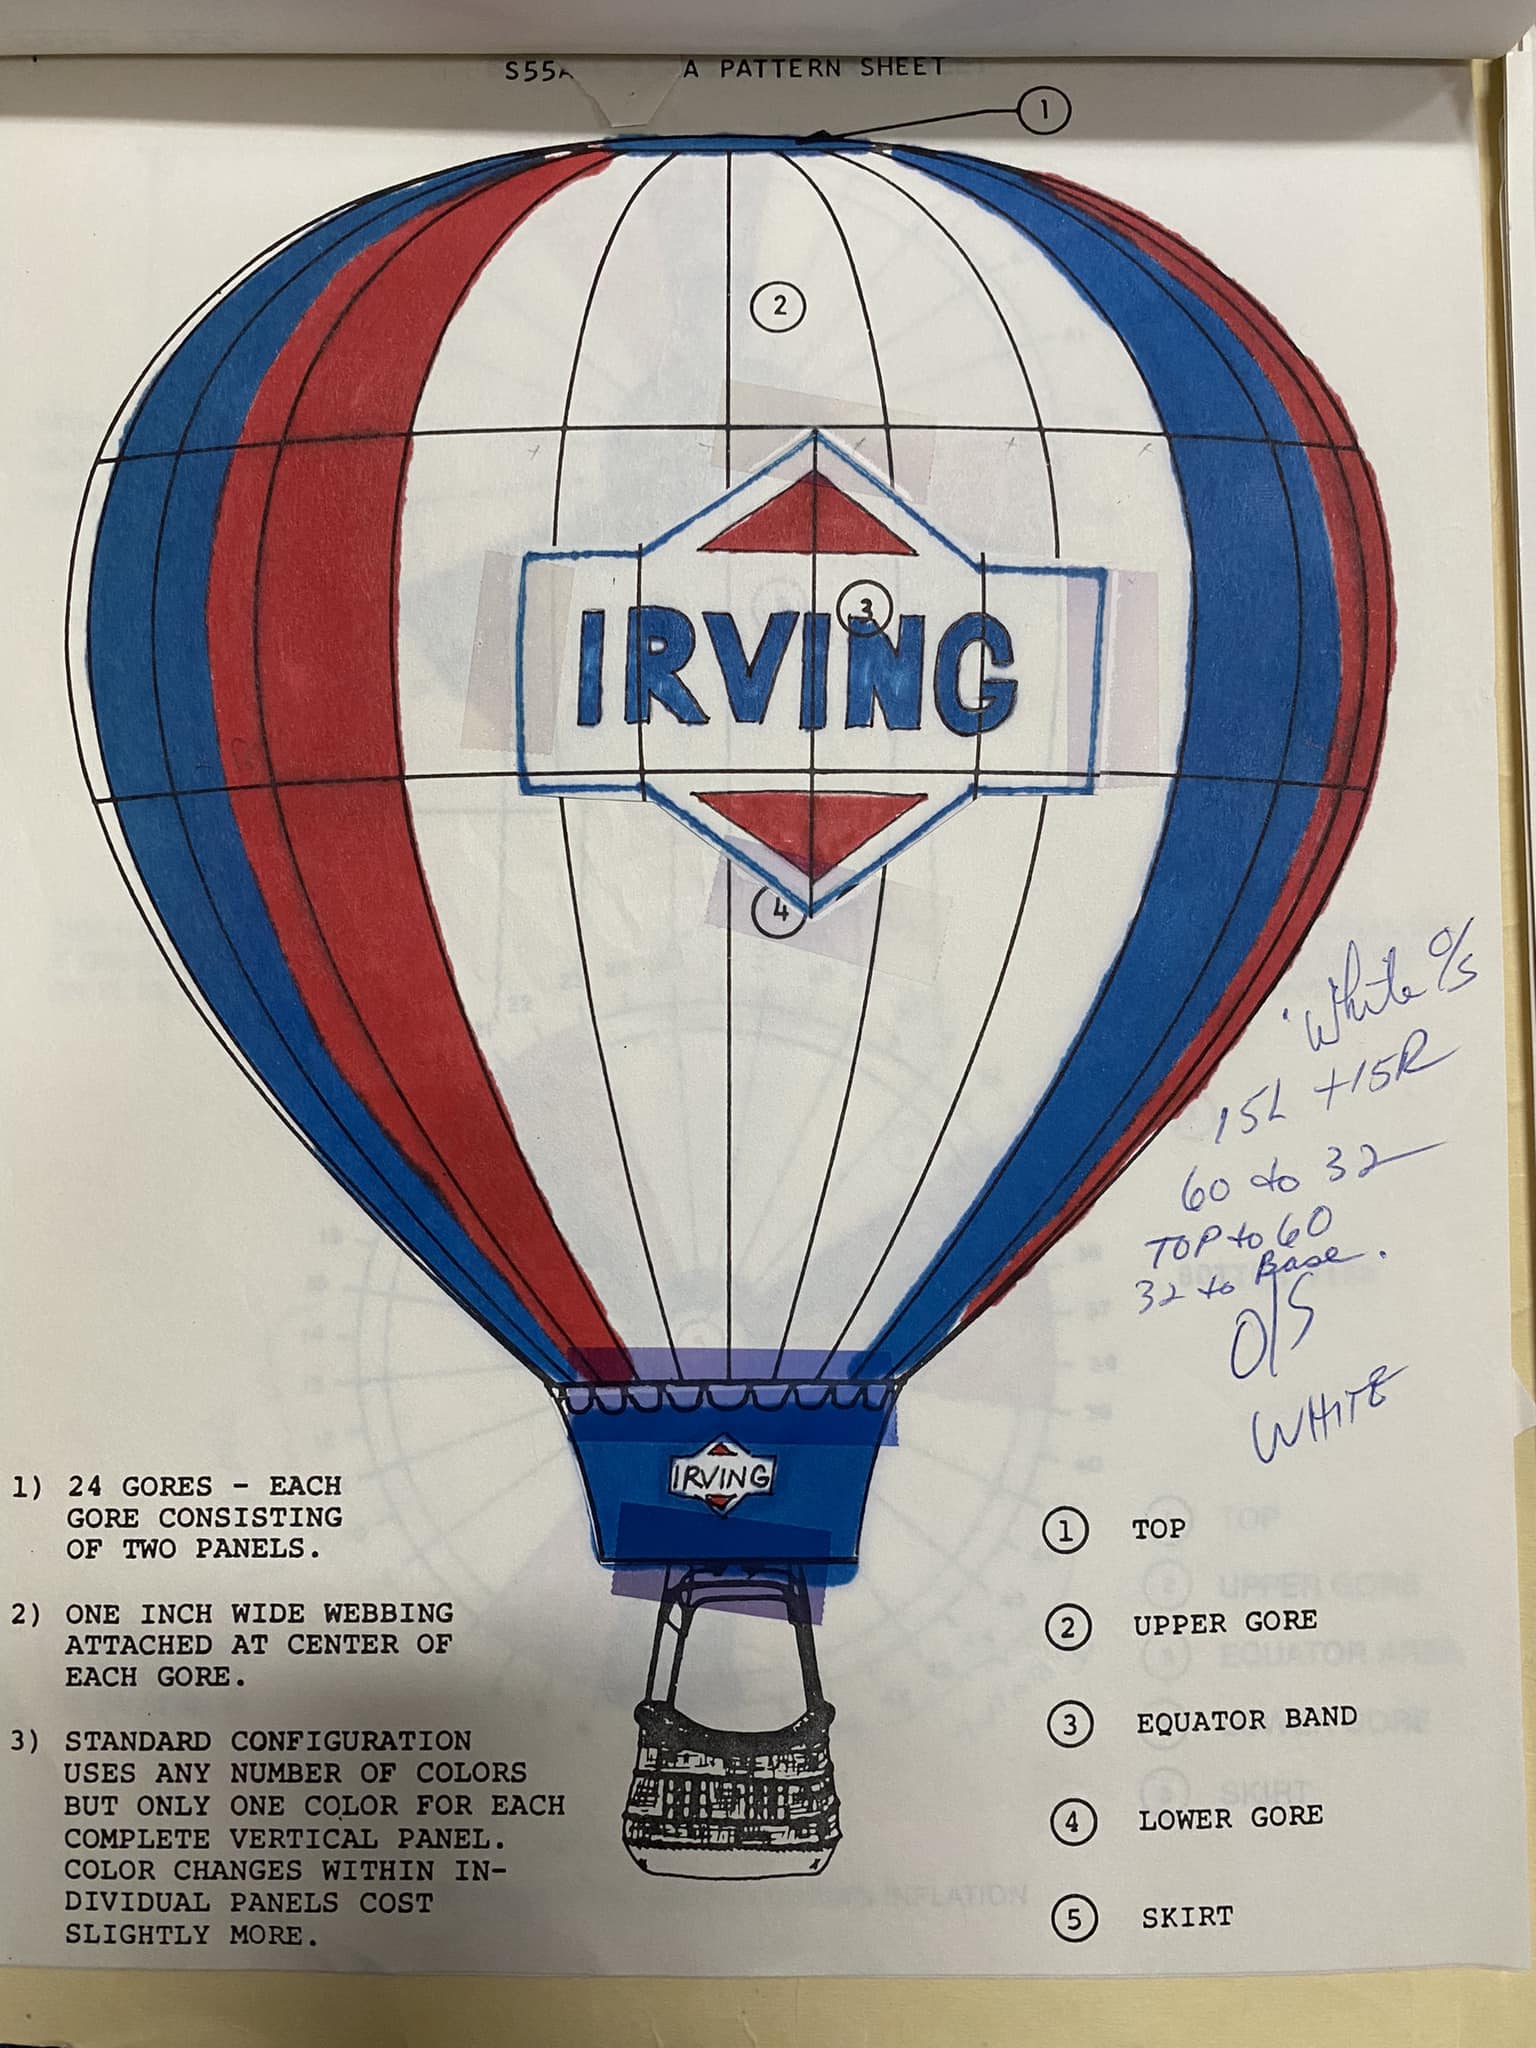 A PATTERN SHEET
1
2
3
IRVING
4
White O/S
15L +15R
60 to 32
TOP to 60
32 to Base.
O/S
WHITE
IRVING
1) 24 GORES - EACH
GORE CONSISTING
OF TWO PANELS.
2) ONE INCH WIDE WEBBING
ATTACHED AT CENTER OF
EACH GORE.
3) STANDARD CONFIGURATION
USES ANY NUMBER OF COLORS
BUT ONLY ONE COLOR FOR EACH
COMPLETE VERTICAL PANEL.
COLOR CHANGES WITHIN IN-
DIVIDUAL PANELS COST
SLIGHTLY MORE.
1 TOP
2 UPPER GORE
3 EQUATOR BAND
4 LOWER GORE
5 SKIRT